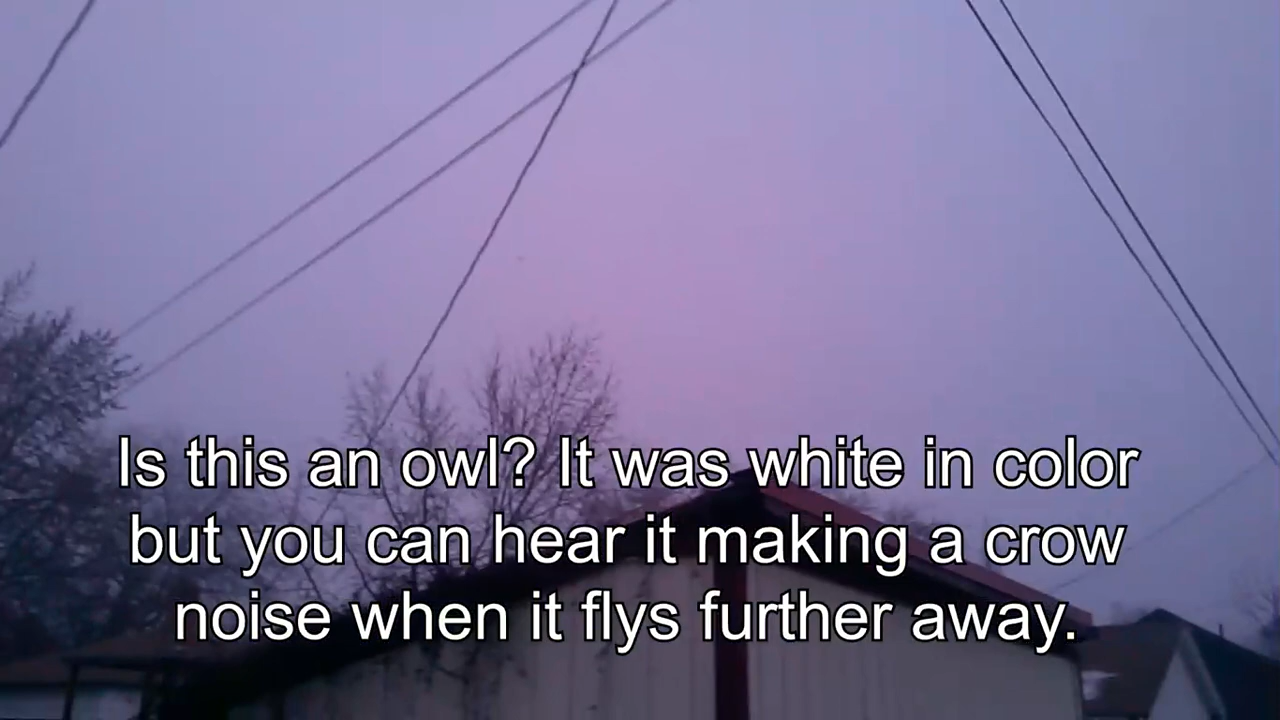 Is this an owl? It was white in color
but you can hear it making a crow
noise when it flys further away.